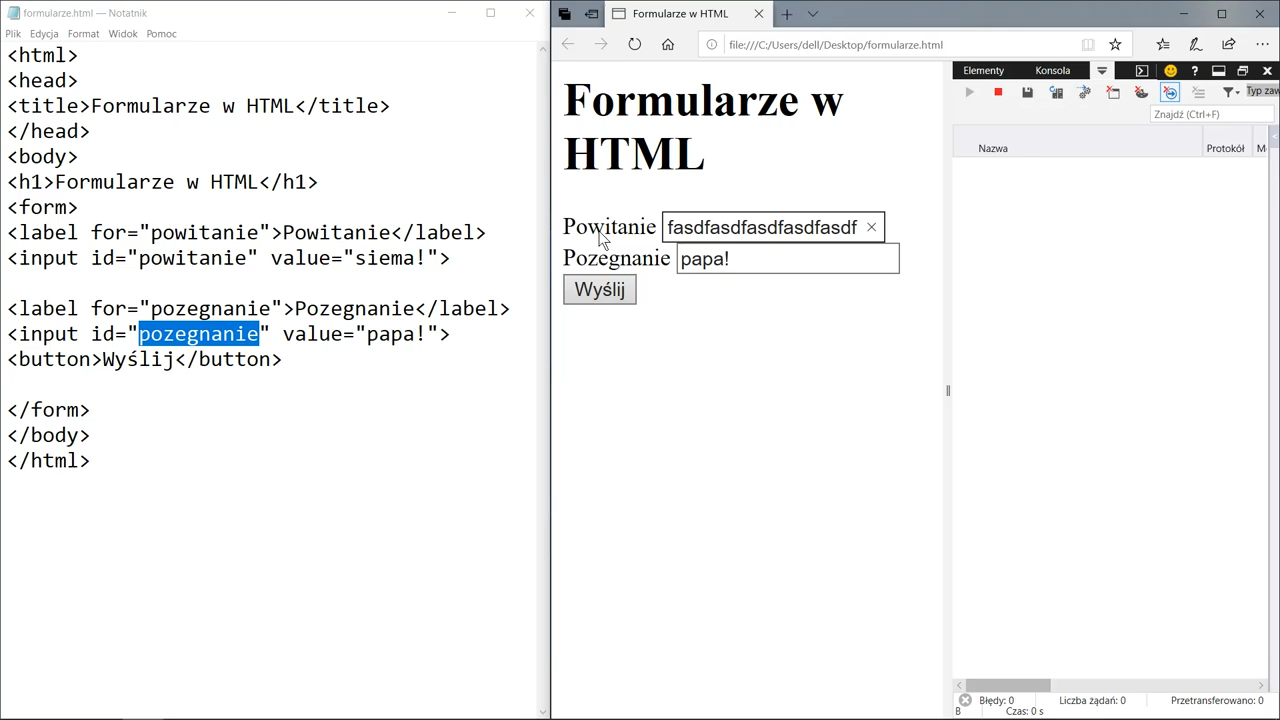 formularze.html — Notatnik
Plik Edycja Format Widok Pomoc
<html>
<head>
<title>Formularze w HTML</title>
</head>
<body>
<h1>Formularze w HTML</h1>
<form>
<label for="powitanie">Powitanie</label>
<input id="powitanie" value="siema!">
<label for="pozegnanie">Pozegnanie</label>
<input id="pozegnanie" value="papa!">
<button>Wyślij</button>
</form>
</body>
</html>
Formularze w HTML
file:///C:/Users/dell/Desktop/formularze.html
Formularze w
HTML
Powitanie fasdfasdfasdfasdfasdf
Pozegnanie papa!
Wyślij
Elementy Konsola
Typ zaw
Znajdź (Ctrl+F)
Nazwa Protokół M
Błędy: 0 Liczba żądań: 0 Przetransferowano: 0
B Czas: 0 s